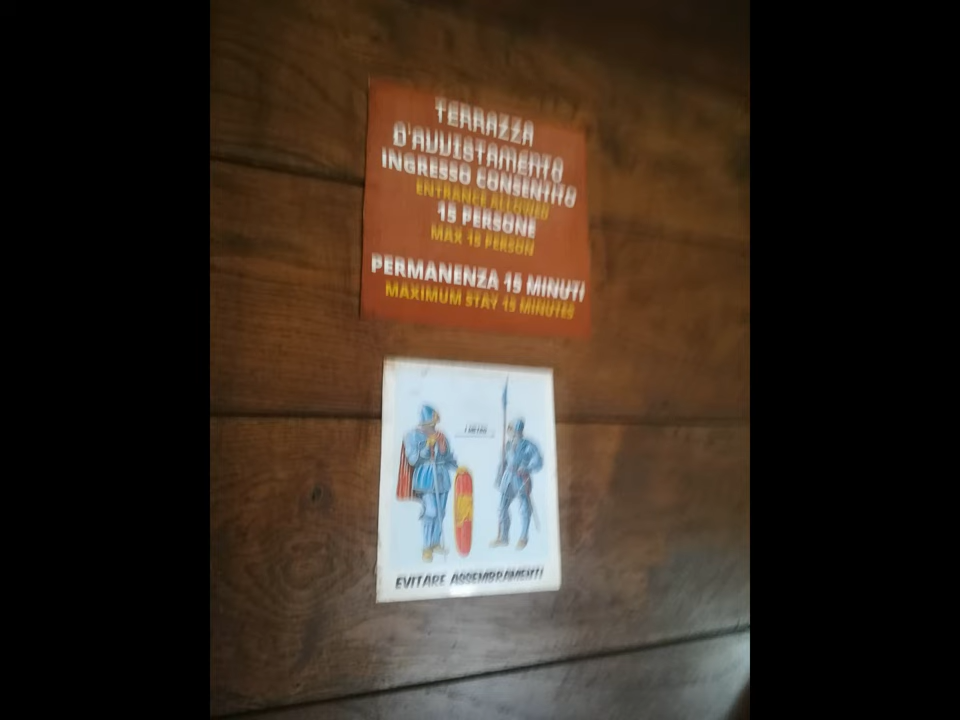 TERRAZZA
D'AVVISTAMENTO
INGRESSO CONSENTITO
ENTRANCE ALLOWED
15 PERSONE
MAX 15 PERSON
PERMANENZA 15 MINUTI
MAXIMUM STAY 15 MINUTES
EVITARE ASSEMBRAMENTI